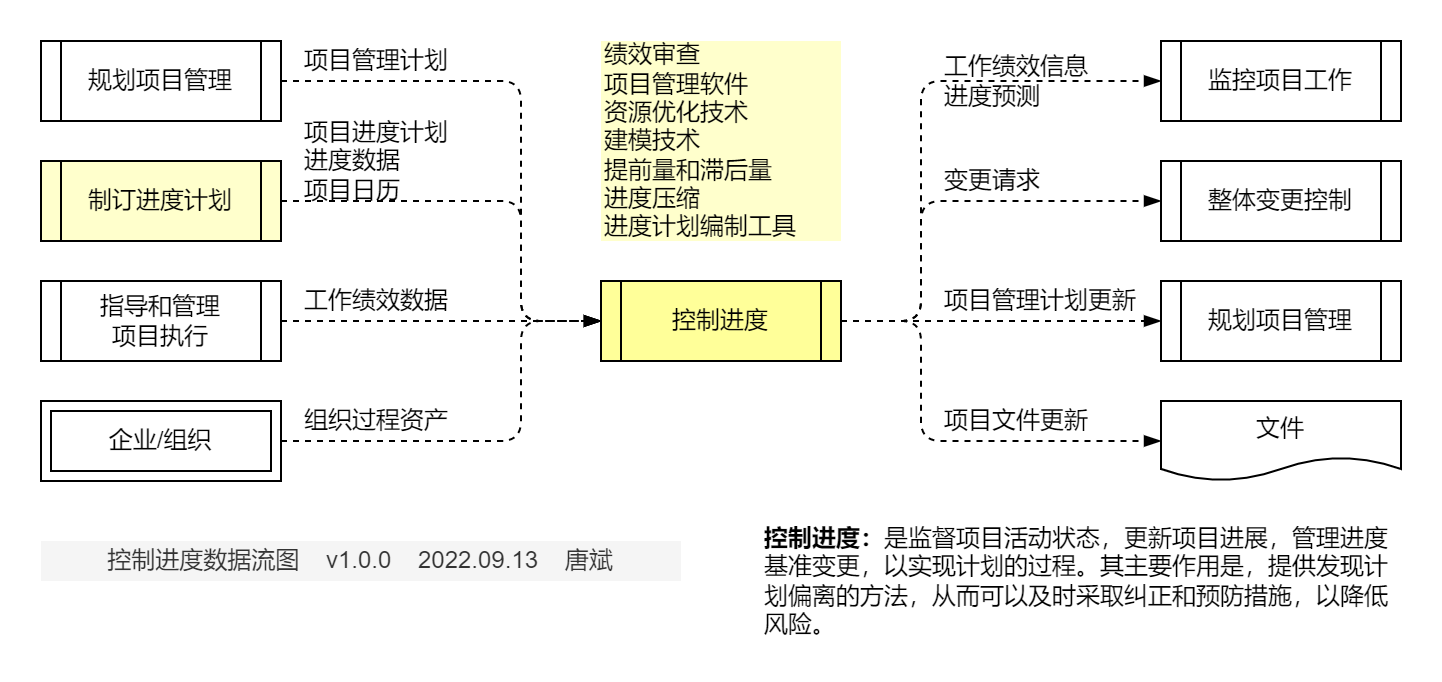 规划项目管理
项目管理计划
制订进度计划
项目进度计划
进度数据
项目日历
指导和管理
项目执行
工作绩效数据
企业/组织
组织过程资产
绩效审查
项目管理软件
资源优化技术
建模技术
提前量和滞后量
进度压缩
进度计划编制工具
控制进度
工作绩效信息
进度预测
监控项目工作
变更请求
整体变更控制
项目管理计划更新
规划项目管理
项目文件更新
文件
控制进度数据流图 v1.0.0 2022.09.13 唐斌
控制进度：是监督项目活动状态，更新项目进展，管理进度
基准变更，以实现计划的过程。其主要作用是，提供发现计
划偏离的方法，从而可以及时采取纠正和预防措施，以降低
风险。